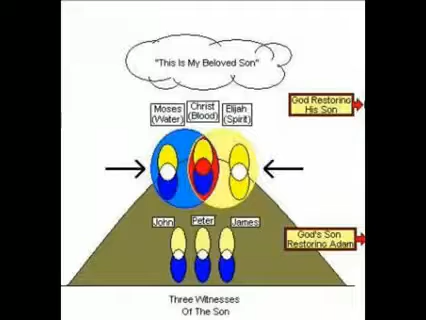 "This Is My Beloved Son"
God Restoring
His Son
Moses
(Water)
Christ
(Blood)
Elijah
(Spirit)
John
Peter
James
God's Son
Restoring Adam
Three Witnesses
Of The Son